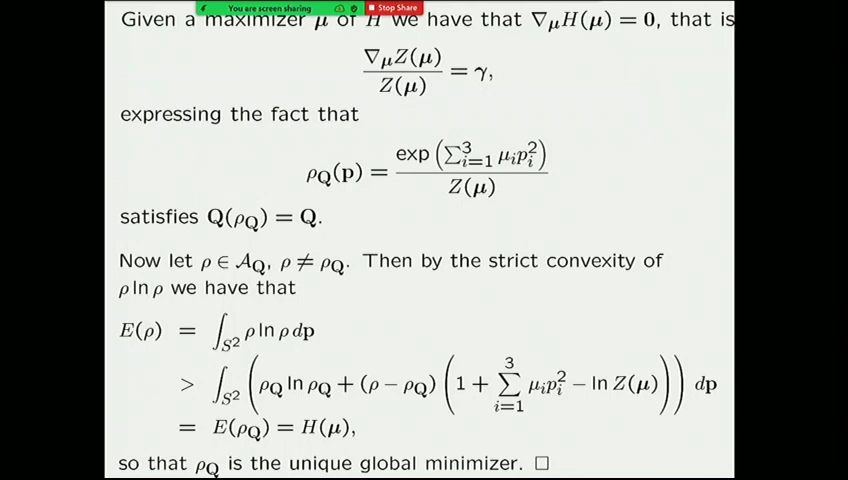 You are screen sharing
Stop Share
Given a maximizer μ of H we have that ∇_μ H(μ) = 0, that is
∇_μ Z(μ) / Z(μ) = γ,
expressing the fact that
ρ_Q(p) = exp (∑_{i=1}^3 μ_i p_i^2) / Z(μ)
satisfies Q(ρ_Q) = Q.
Now let ρ ∈ A_Q, ρ ≠ ρ_Q. Then by the strict convexity of
ρ ln ρ we have that
E(ρ) = ∫_{S^2} ρ ln ρ dp
> ∫_{S^2} (ρ_Q ln ρ_Q + (ρ − ρ_Q) (1 + ∑_{i=1}^3 μ_i p_i^2 − ln Z(μ))) dp
= E(ρ_Q) = H(μ),
so that ρ_Q is the unique global minimizer. □